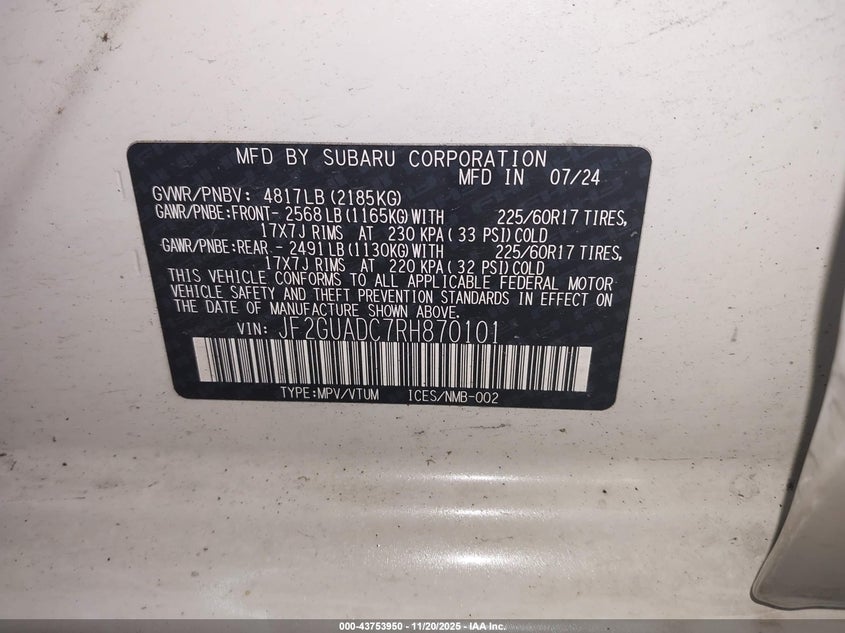 MFD BY SUBARU CORPORATION
MFD IN 07/24
GVWR/PNBV: 4817LB (2185KG)
GAWR/PNBE:FRONT- 2568LB (1165KG)WITH 225/60R17 TIRES,
17X7J RIMS AT 230 KPA ( 33 PSI) COLD
GAWR/PNBE:REAR - 2491LB (1130KG)WITH 225/60R17 TIRES,
17X7J RIMS AT 220 KPA ( 32 PSI) COLD
THIS VEHICLE CONFORMS TO ALL APPLICABLE FEDERAL MOTOR
VEHICLE SAFETY AND THEFT PREVENTION STANDARDS IN EFFECT ON
THE DATE OF MANUFACTURE SHOWN ABOVE.
VIN: JF2GUADC7RH870101
TYPE:MPV/VTUM ICES/NMB-002
000-43753950 - 11/20/2025 - IAA Inc.